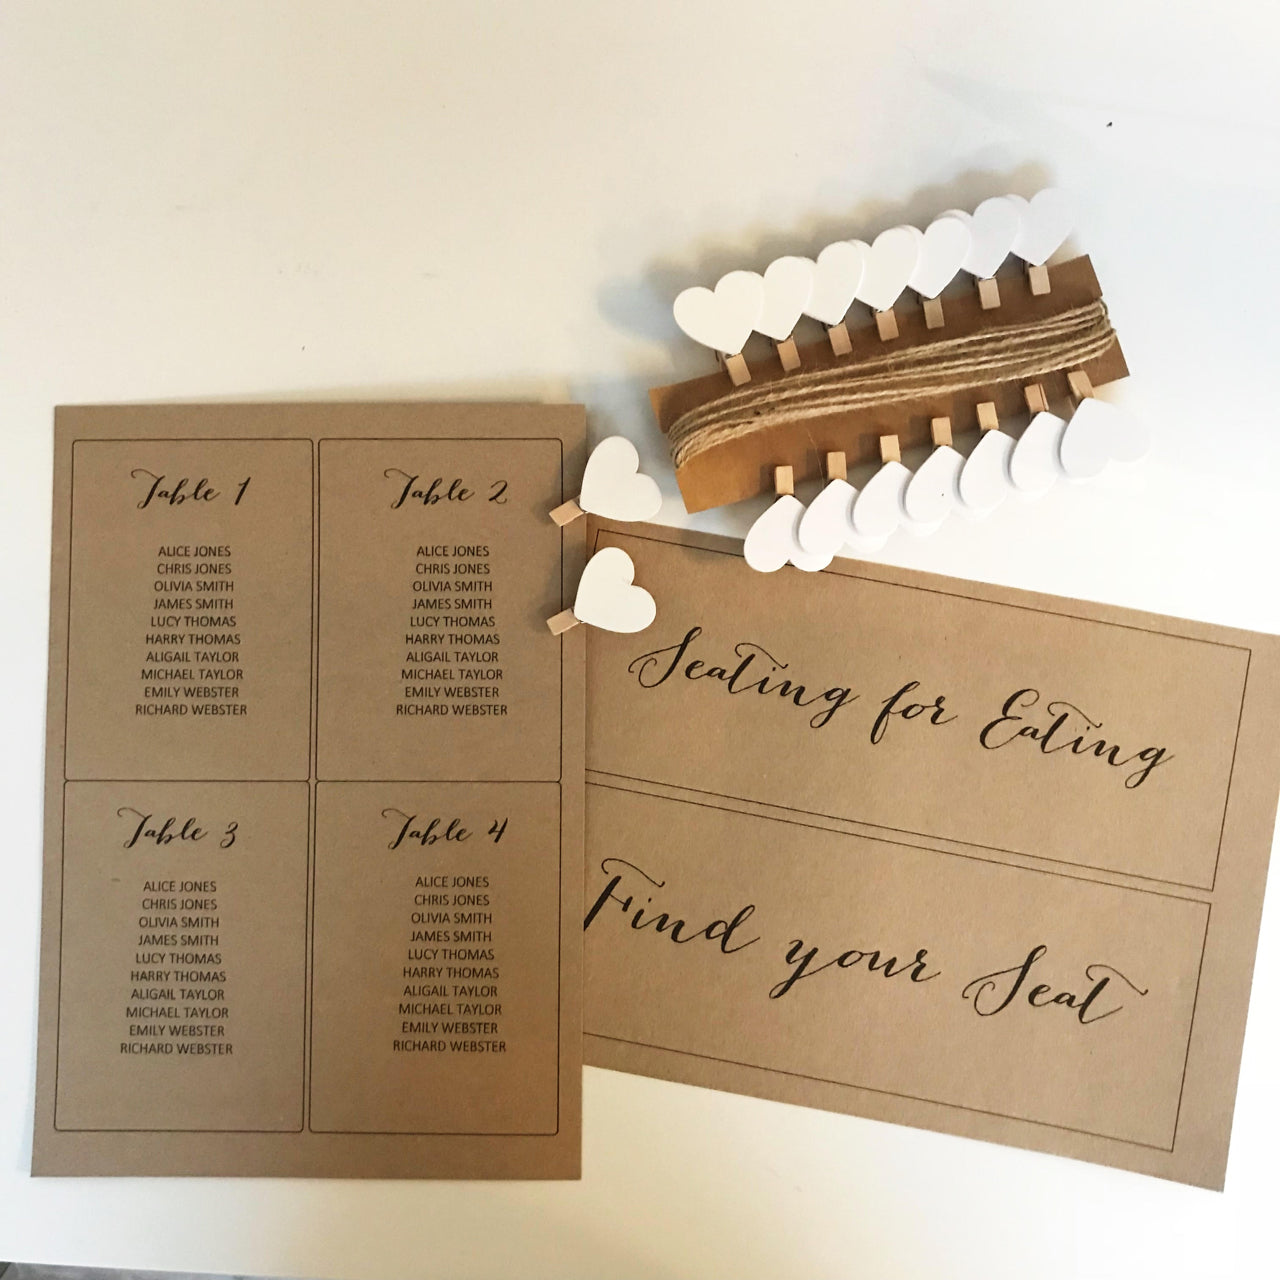 Table 1
ALICE JONES
CHRIS JONES
OLIVIA SMITH
JAMES SMITH
LUCY THOMAS
HARRY THOMAS
ALIGAIL TAYLOR
MICHAEL TAYLOR
EMILY WEBSTER
RICHARD WEBSTER
Table 2
ALICE JONES
CHRIS JONES
OLIVIA SMITH
JAMES SMITH
LUCY THOMAS
HARRY THOMAS
ALIGAIL TAYLOR
MICHAEL TAYLOR
EMILY WEBSTER
RICHARD WEBSTER
Table 3
ALICE JONES
CHRIS JONES
OLIVIA SMITH
JAMES SMITH
LUCY THOMAS
HARRY THOMAS
ALIGAIL TAYLOR
MICHAEL TAYLOR
EMILY WEBSTER
RICHARD WEBSTER
Table 4
ALICE JONES
CHRIS JONES
OLIVIA SMITH
JAMES SMITH
LUCY THOMAS
HARRY THOMAS
ALIGAIL TAYLOR
MICHAEL TAYLOR
EMILY WEBSTER
RICHARD WEBSTER
Seating for Eating
Find your Seat